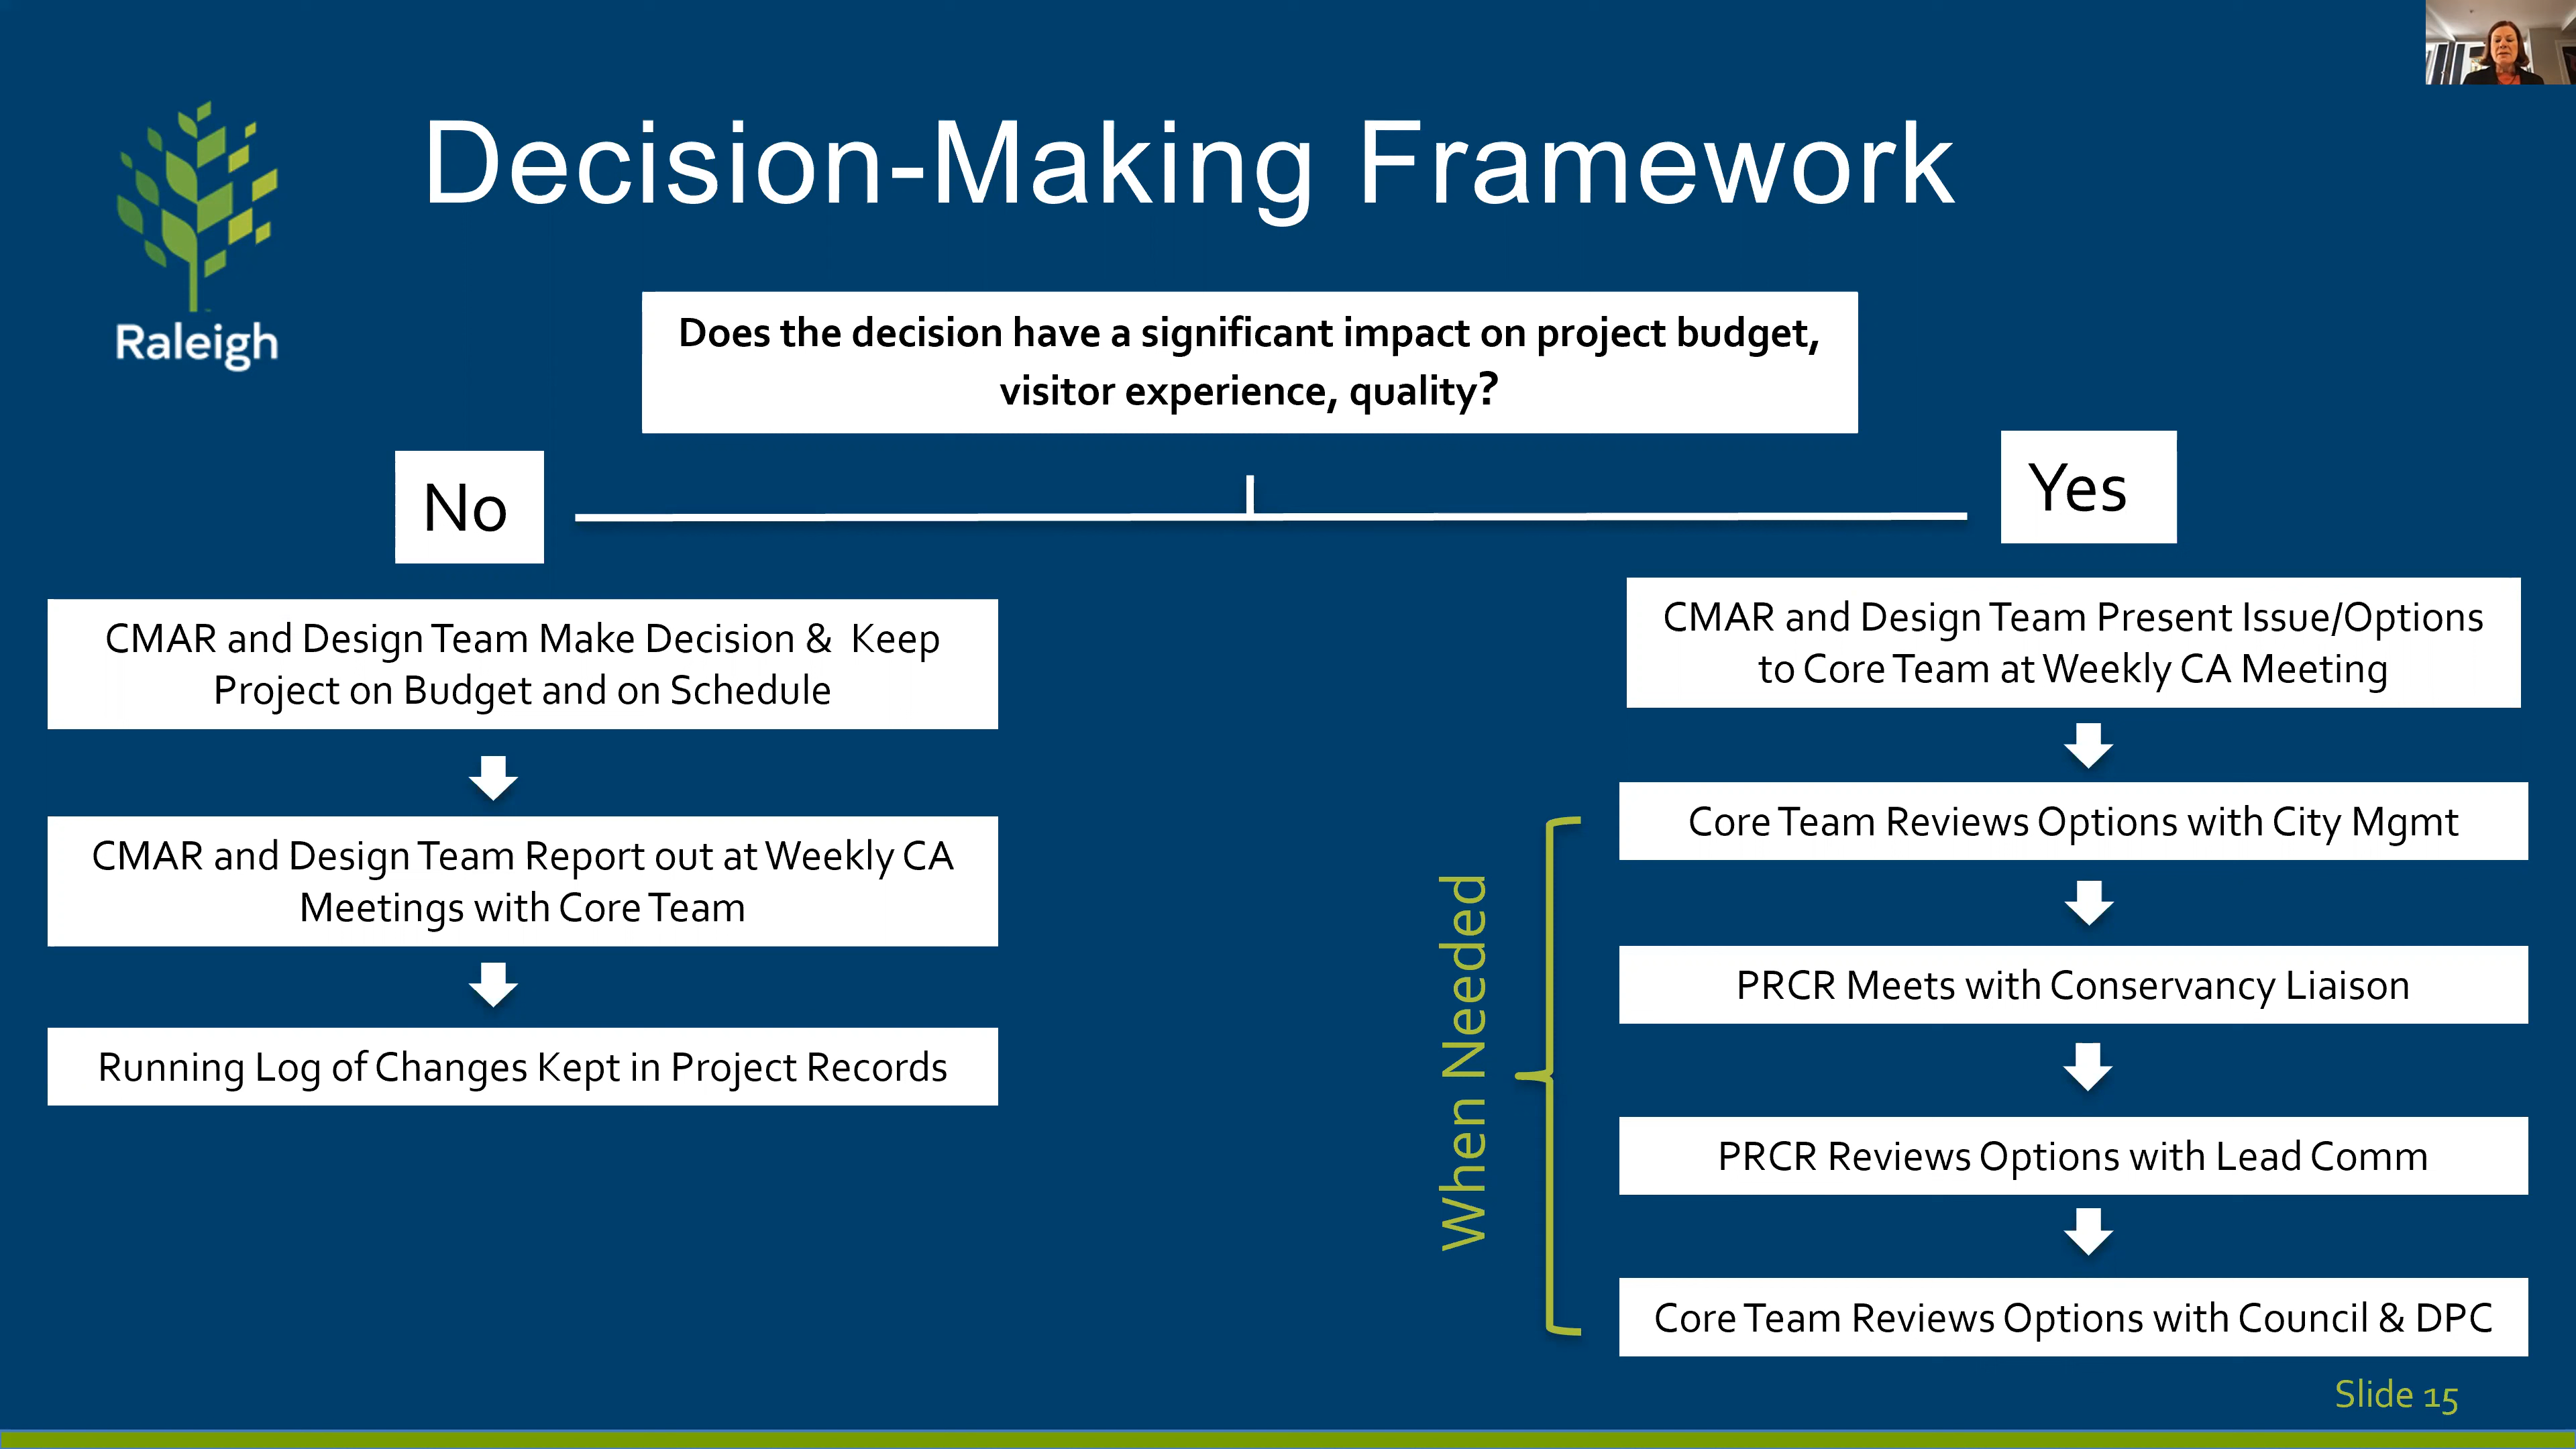 Decision-Making Framework
Raleigh
Does the decision have a significant impact on project budget,
visitor experience, quality?
No
Yes
CMAR and Design Team Make Decision & Keep
Project on Budget and on Schedule
CMAR and Design Team Report out at Weekly CA
Meetings with Core Team
Running Log of Changes Kept in Project Records
CMAR and Design Team Present Issue/Options
to Core Team at Weekly CA Meeting
When Needed
Core Team Reviews Options with City Mgmt
PRCR Meets with Conservancy Liaison
PRCR Reviews Options with Lead Comm
Core Team Reviews Options with Council & DPC
Slide 15